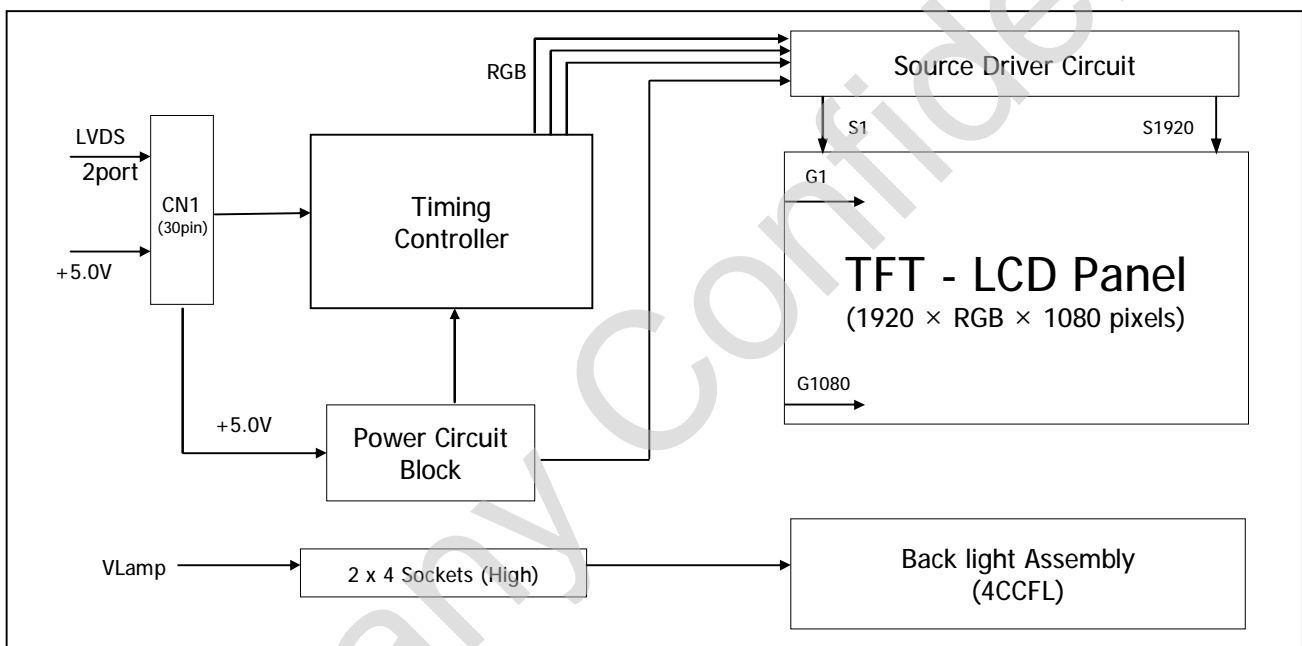 RGB
Source Driver Circuit
LVDS
2port
S1
S1920
CN1
(30pin)
Timing
Controller
G1
+5.0V
TFT - LCD Panel
(1920 × RGB × 1080 pixels)
G1080
+5.0V
Power Circuit
Block
VLamp
2 x 4 Sockets (High)
Back light Assembly
(4CCFL)